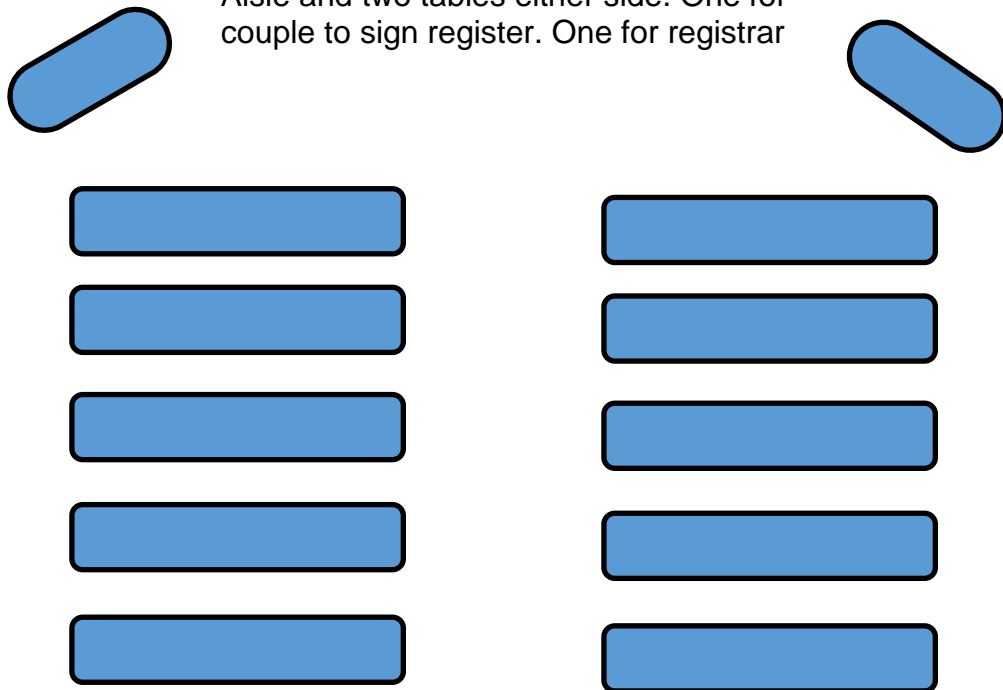 Aisle and two tables either side. One for
couple to sign register. One for registrar